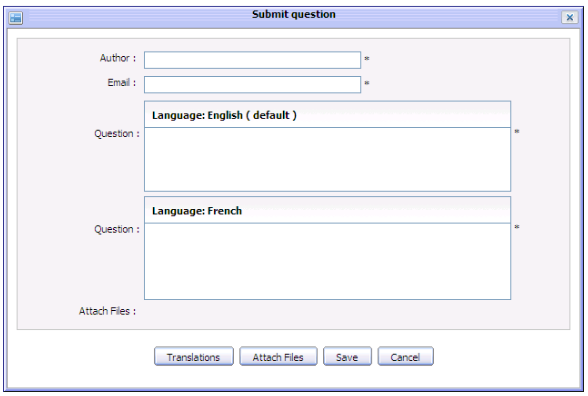 Submit question
Author : *
Email : *
Language: English ( default )
Question : *
Language: French
Question : *
Attach Files :
Translations Attach Files Save Cancel